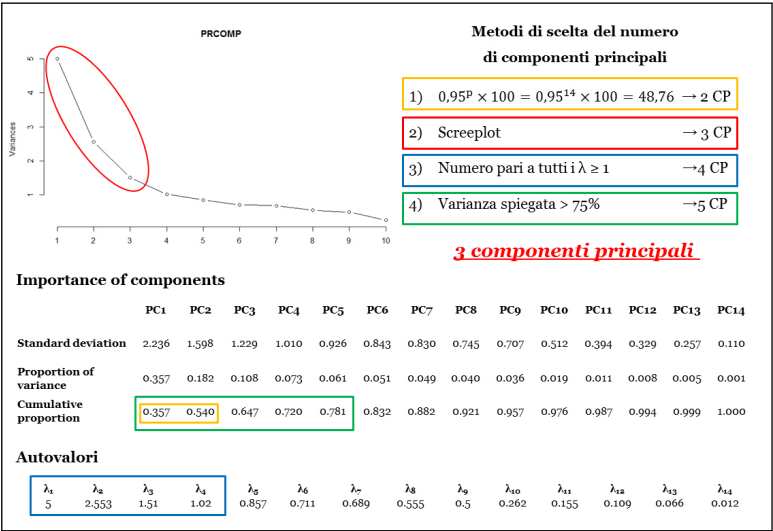 PRCOMP
Variances
5
4
3
2
1
1 2 3 4 5 6 7 8 9 10
Metodi di scelta del numero
di componenti principali
1) 0,95ᵖ × 100 = 0,95¹⁴ × 100 = 48,76 → 2 CP
2) Screeplot → 3 CP
3) Numero pari a tutti i λ ≥ 1 →4 CP
4) Varianza spiegata > 75% →5 CP
3 componenti principali
Importance of components
PC1 PC2 PC3 PC4 PC5 PC6 PC7 PC8 PC9 PC10 PC11 PC12 PC13 PC14
Standard deviation 2.236 1.598 1.229 1.010 0.926 0.843 0.830 0.745 0.707 0.512 0.394 0.329 0.257 0.110
Proportion of
variance 0.357 0.182 0.108 0.073 0.061 0.051 0.049 0.040 0.036 0.019 0.011 0.008 0.005 0.001
Cumulative
proportion 0.357 0.540 0.647 0.720 0.781 0.832 0.882 0.921 0.957 0.976 0.987 0.994 0.999 1.000
Autovalori
λ₁ λ₂ λ₃ λ₄ λ₅ λ₆ λ₇ λ₈ λ₉ λ₁₀ λ₁₁ λ₁₂ λ₁₃ λ₁₄
5 2.553 1.51 1.02 0.857 0.711 0.689 0.555 0.5 0.262 0.155 0.109 0.066 0.012